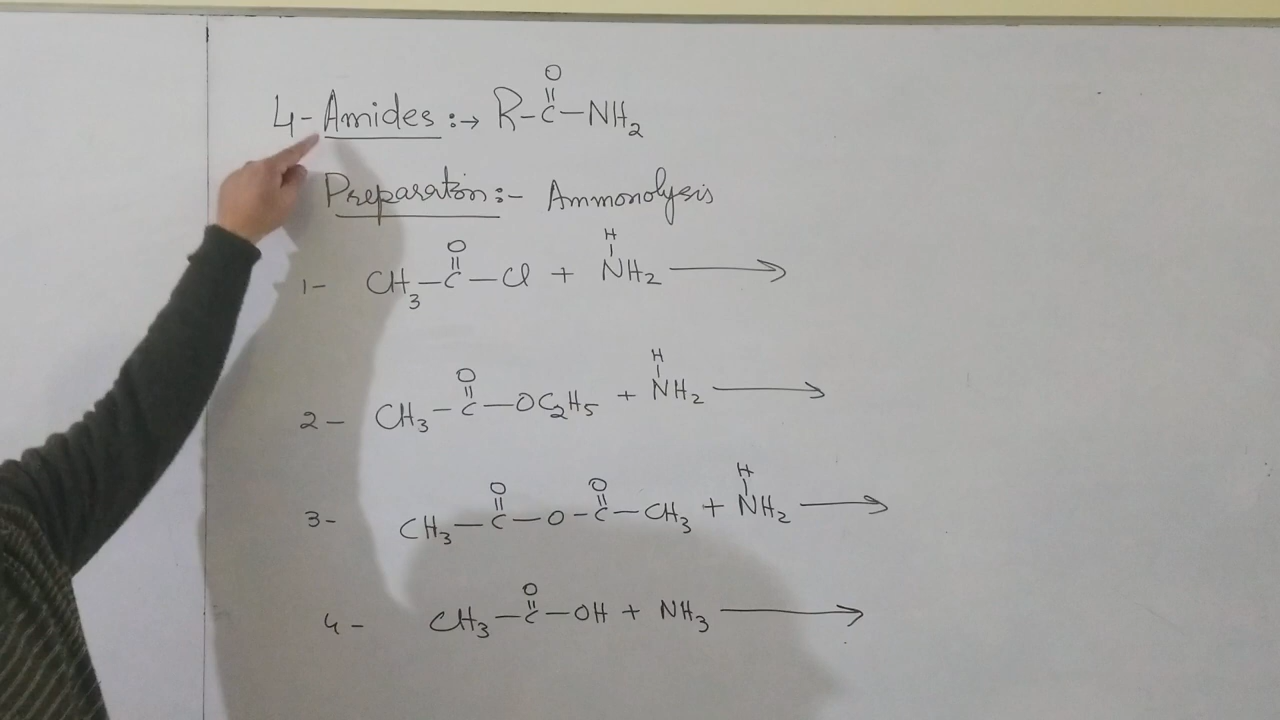 4- Amides :→ R-C(=O)-NH₂
Preparation :- Ammonolysis
1- CH₃-C(=O)-Cl + H-NH₂ ⟶
2- CH₃-C(=O)-OC₂H₅ + H-NH₂ ⟶
3- CH₃-C(=O)-O-C(=O)-CH₃ + H-NH₂ ⟶
4- CH₃-C(=O)-OH + NH₃ ⟶